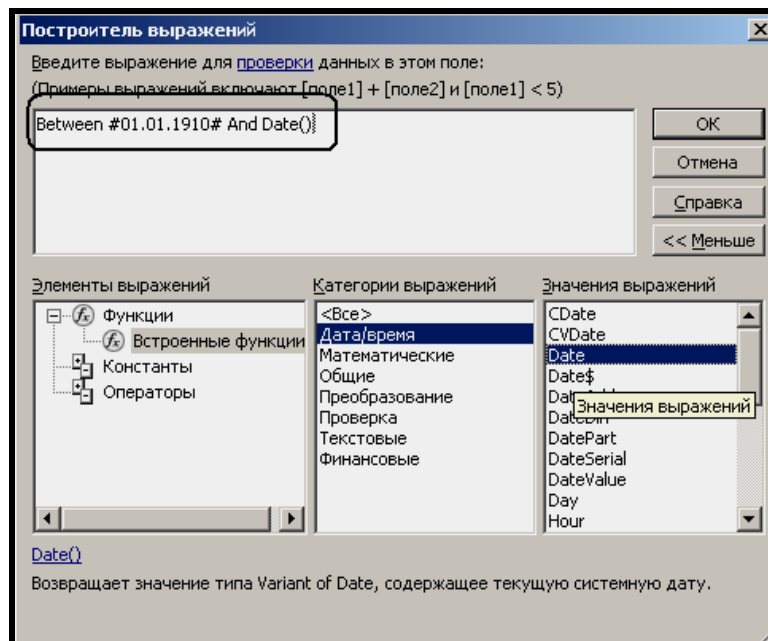 Построитель выражений
Введите выражение для проверки данных в этом поле:
(Примеры выражений включают [поле1] + [поле2] и [поле1] < 5)
Between #01.01.1910# And Date()
ОК
Отмена
Справка
<< Меньше
Элементы выражений
Функции
Встроенные функции
Константы
Операторы
Категории выражений
<Все>
Дата/время
Математические
Общие
Преобразование
Проверка
Текстовые
Финансовые
Значения выражений
CDate
CVDate
Date
Date$
Значения выражений
DatePart
DateSerial
DateValue
Day
Hour
Date()
Возвращает значение типа Variant of Date, содержащее текущую системную дату.